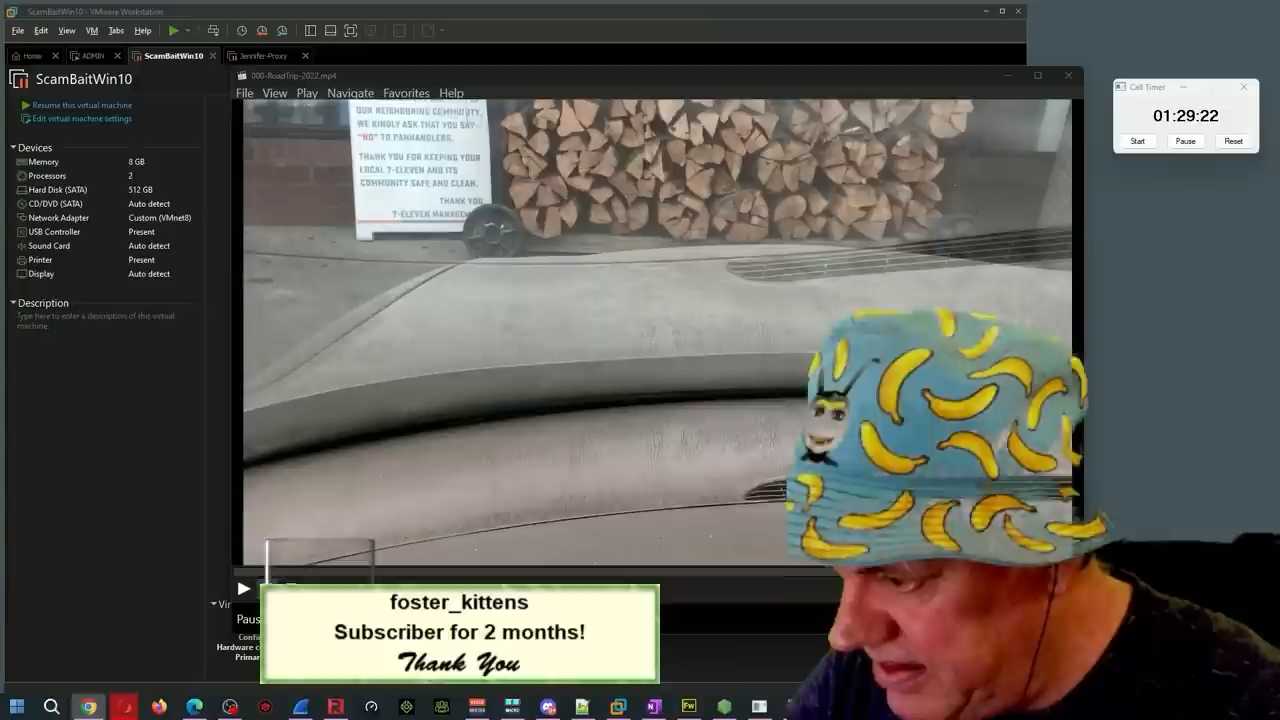 ScamBaitWin10 - VMware Workstation
File Edit View VM Tabs Help
Home ADMIN ScamBaitWin10 Jennifer-Proxy
ScamBaitWin10
Resume this virtual machine
Edit virtual machine settings
Devices
Memory 8 GB
Processors 2
Hard Disk (SATA) 512 GB
CD/DVD (SATA) Auto detect
Network Adapter Custom (VMnet8)
USB Controller Present
Sound Card Auto detect
Printer Present
Display Auto detect
Description
Type here to enter a description of this virtual
machine.
000-RoadTrip-2022.mp4
File View Play Navigate Favorites Help
OUR NEIGHBORING COMMUNITY,
WE KINDLY ASK THAT YOU SAY
"NO" TO PANHANDLERS.
THANK YOU FOR KEEPING YOUR
LOCAL 7-ELEVEN AND ITS
COMMUNITY SAFE AND CLEAN.
THANK YOU
7-ELEVEN
Call Timer
01:29:22
Start Pause Reset
foster_kittens
Subscriber for 2 months!
Thank You